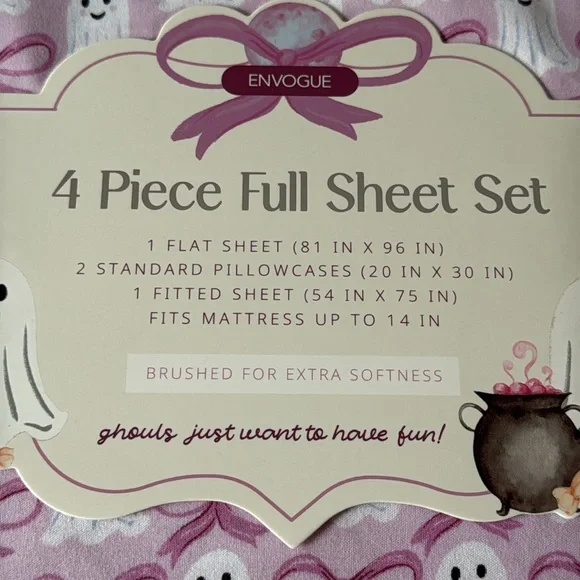 ENVOGUE
4 Piece Full Sheet Set
1 FLAT SHEET (81 IN X 96 IN)
2 STANDARD PILLOWCASES (20 IN X 30 IN)
1 FITTED SHEET (54 IN X 75 IN)
FITS MATTRESS UP TO 14 IN
BRUSHED FOR EXTRA SOFTNESS
ghouls just want to have fun!